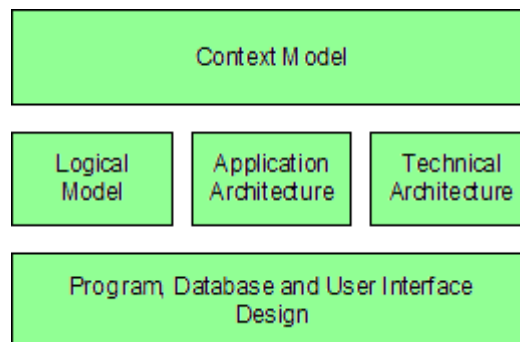 Context Model
Logical
Model
Application
Architecture
Technical
Architecture
Program, Database and User Interface
Design